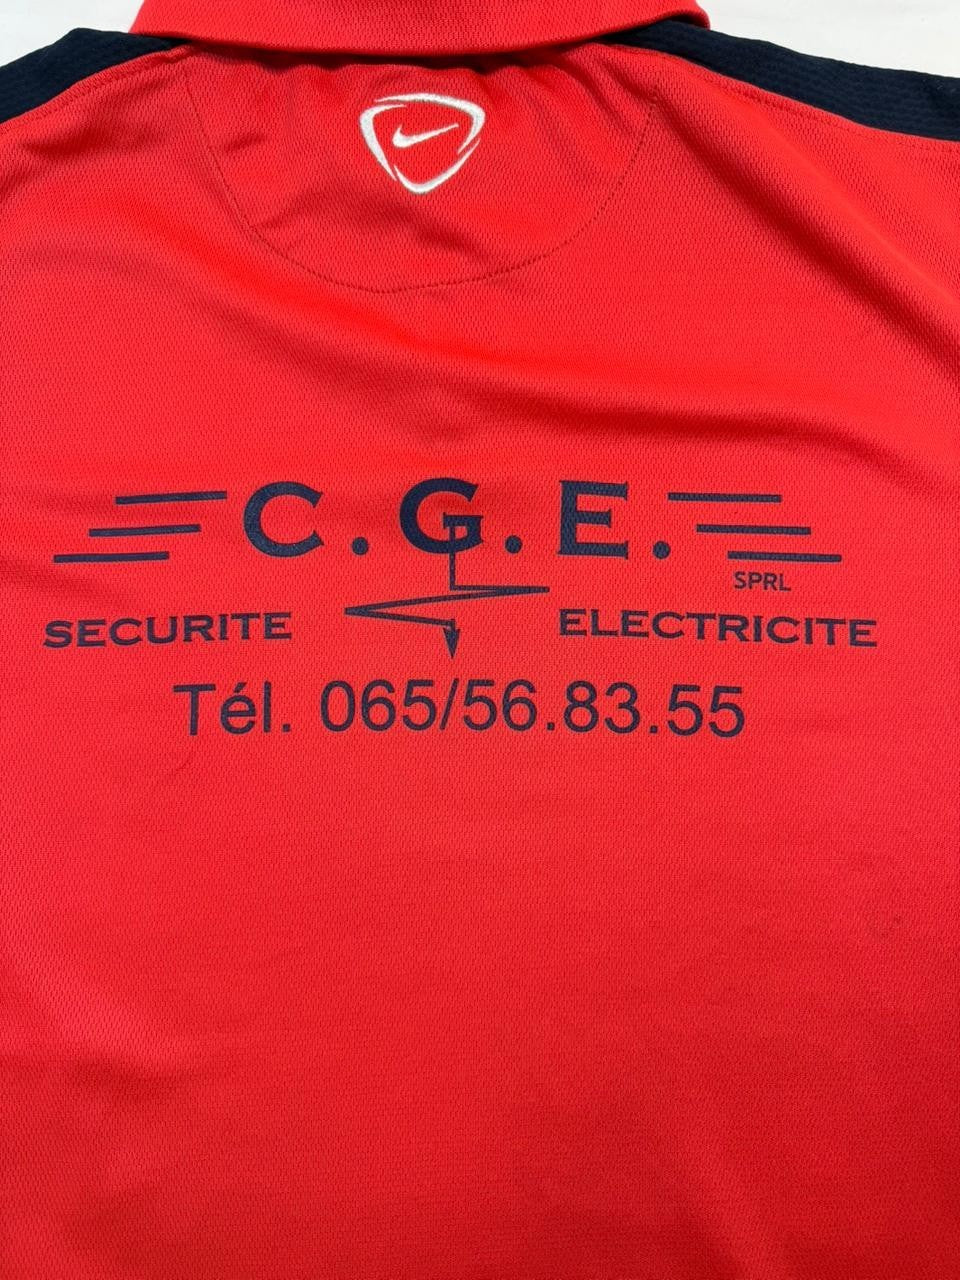 C.G.E.
SPRL
SECURITE ELECTRICITE
Tél. 065/56.83.55